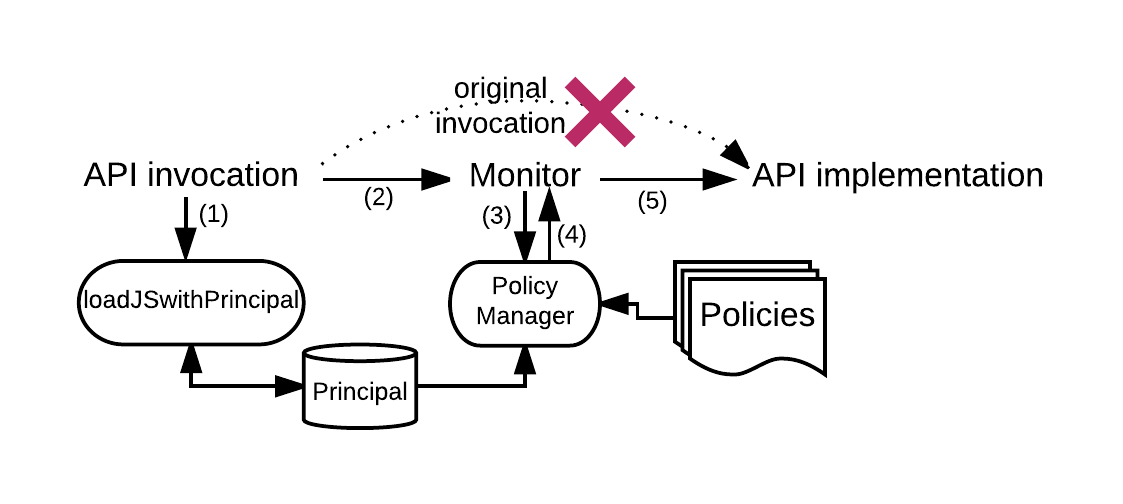 original
invocation
API invocation
Monitor
API implementation
(1)
(2)
(3)
(4)
(5)
loadJSwithPrincipal
Policy
Manager
Policies
Principal